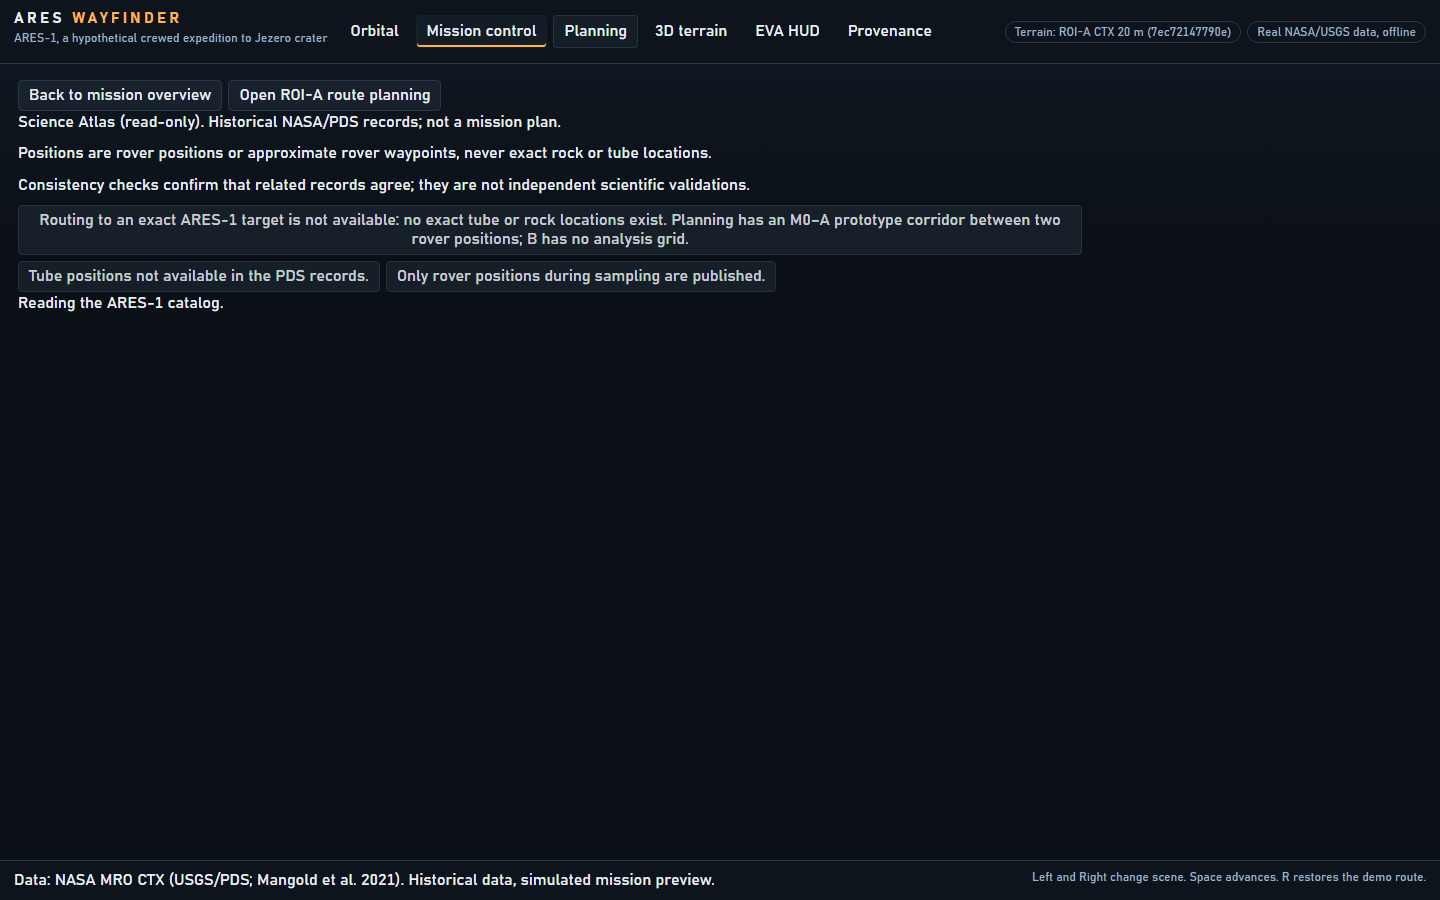 ARES WAYFINDER
ARES-1, a hypothetical crewed expedition to Jezero crater
Orbital
Mission control
Planning
3D terrain
EVA HUD
Provenance
Terrain: ROI-A CTX 20 m (7ec72147790e)
Real NASA/USGS data, offline
Back to mission overview
Open ROI-A route planning
Science Atlas (read-only). Historical NASA/PDS records; not a mission plan.
Positions are rover positions or approximate rover waypoints, never exact rock or tube locations.
Consistency checks confirm that related records agree; they are not independent scientific validations.
Routing to an exact ARES-1 target is not available: no exact tube or rock locations exist. Planning has an M0–A prototype corridor between two
rover positions; B has no analysis grid.
Tube positions not available in the PDS records.
Only rover positions during sampling are published.
Reading the ARES-1 catalog.
Data: NASA MRO CTX (USGS/PDS; Mangold et al. 2021). Historical data, simulated mission preview.
Left and Right change scene. Space advances. R restores the demo route.